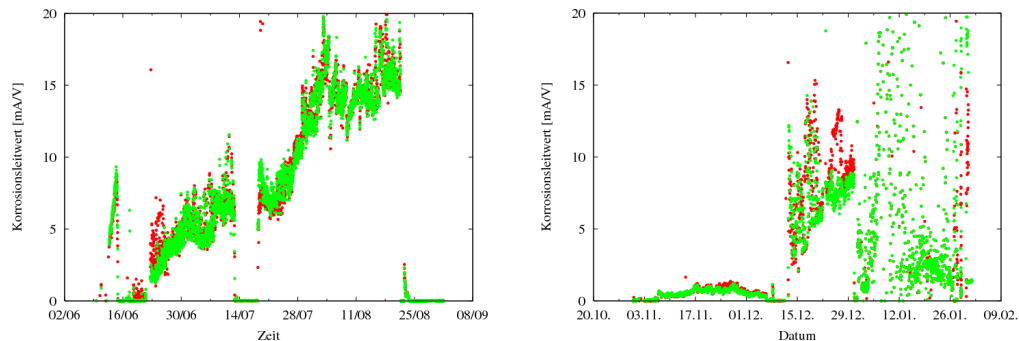 Korrosionsleitwert [mA/V]
20
15
10
5
0
02/06 16/06 30/06 14/07 28/07 11/08 25/08 08/09
Zeit
Korrosionsleitwert [mA/V]
20
15
10
5
0
20.10. 03.11. 17.11. 01.12. 15.12. 29.12. 12.01. 26.01. 09.02.
Datum